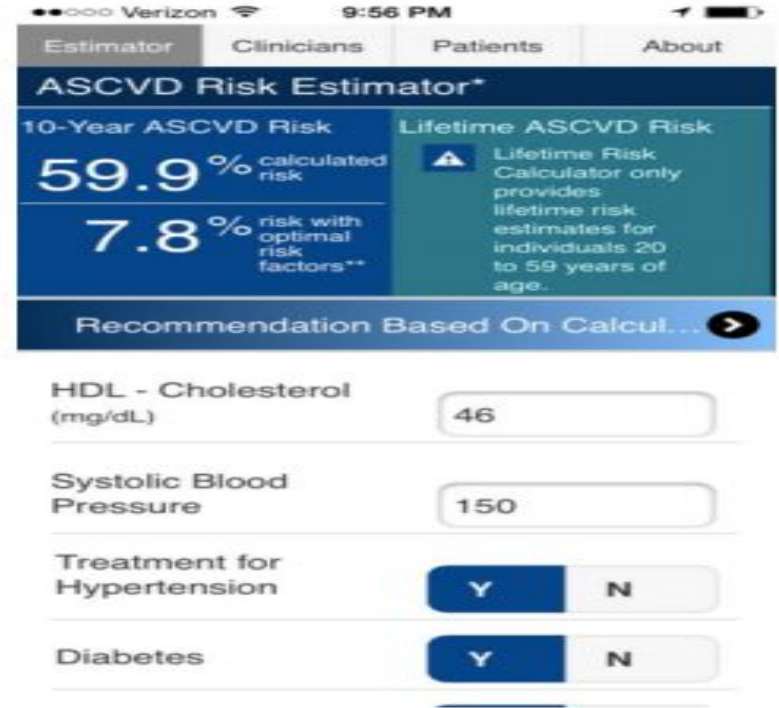 Verizon 9:56 PM
Estimator Clinicians Patients About
ASCVD Risk Estimator*
10-Year ASCVD Risk
59.9% calculated
risk
7.8% risk with
optimal
risk
factors**
Lifetime ASCVD Risk
Lifetime Risk
Calculator only
provides
lifetime risk
estimates for
individuals 20
to 59 years of
age.
Recommendation Based On Calcul...
HDL - Cholesterol
(mg/dL)
46
Systolic Blood
Pressure
150
Treatment for
Hypertension
Y N
Diabetes
Y N